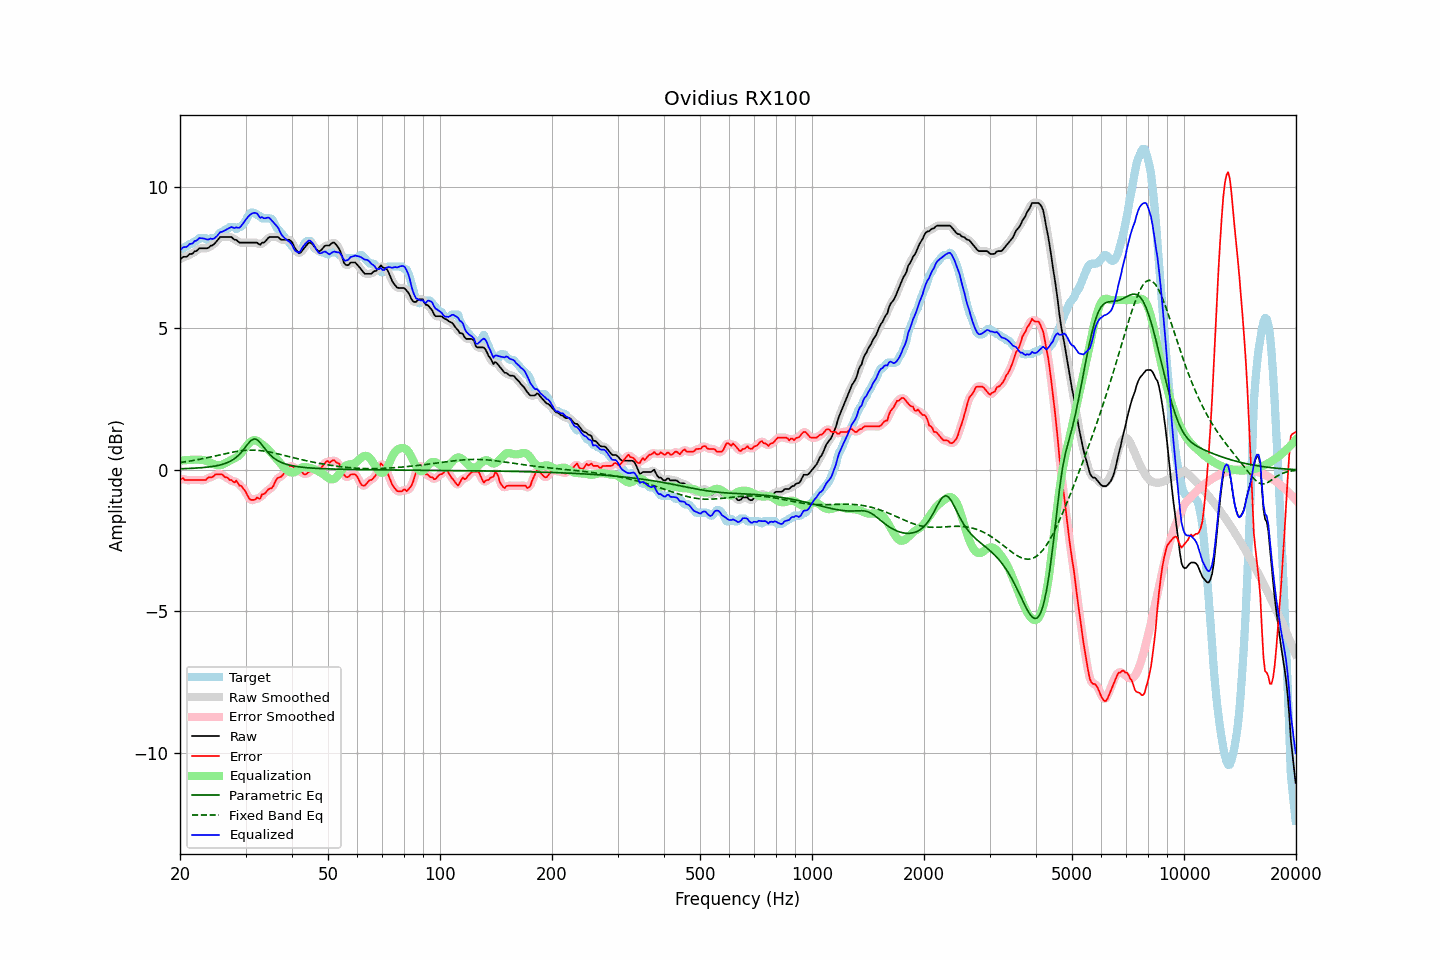 Ovidius RX100
Amplitude (dBr)
10
5
0
−5
−10
Target
Raw Smoothed
Error Smoothed
Raw
Error
Equalization
Parametric Eq
Fixed Band Eq
Equalized
20 50 100 200 500 1000 2000 5000 10000 20000
Frequency (Hz)